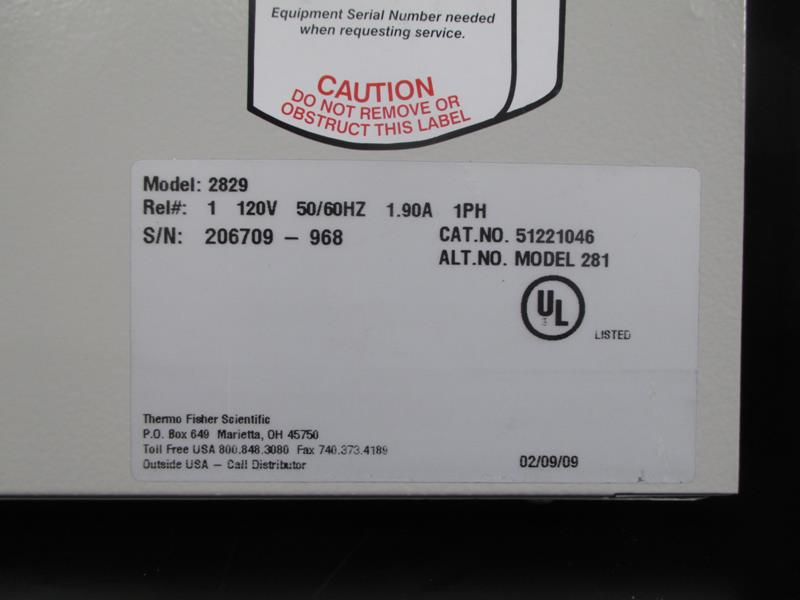 Equipment Serial Number needed
when requesting service.
CAUTION
DO NOT REMOVE OR
OBSTRUCT THIS LABEL
Model: 2829
Rel#: 1 120V 50/60HZ 1.90A 1PH
S/N: 206709 – 968
CAT.NO. 51221046
ALT.NO. MODEL 281
UL
LISTED
Thermo Fisher Scientific
P.O. Box 649 Marietta, OH 45750
Toll Free USA 800.848.3080 Fax 740.373.4189
Outside USA – Call Distributor
02/09/09